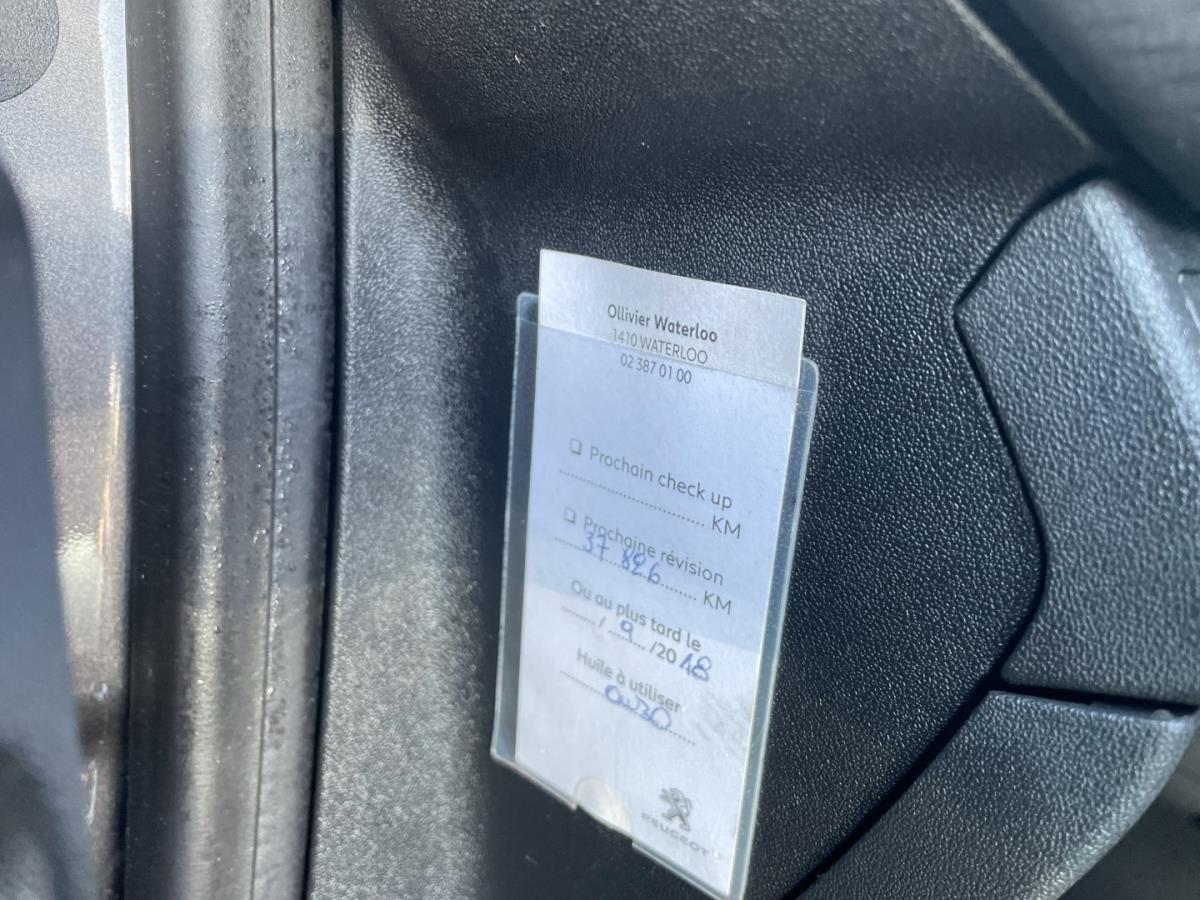 Ollivier Waterloo
1410 WATERLOO
02 387 01 00
❑ Prochain check up
.............................. KM
❑ Prochaine révision
37 826 KM
Ou au plus tard le
....... / 9 /2018
Huile à utiliser
0w30
PEUGEOT